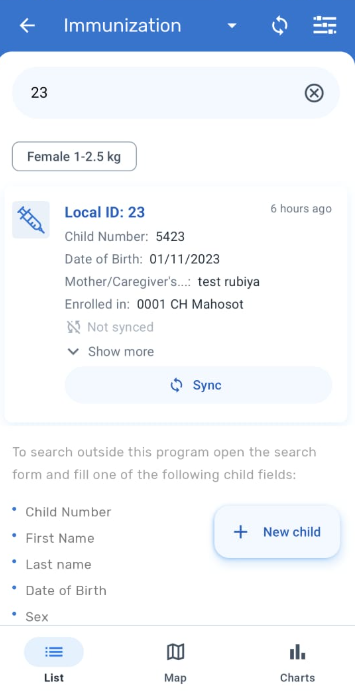 Immunization
23
Female 1-2.5 kg
Local ID: 23 6 hours ago
Child Number: 5423
Date of Birth: 01/11/2023
Mother/Caregiver's...: test rubiya
Enrolled in: 0001 CH Mahosot
Not synced
Show more
Sync
To search outside this program open the search
form and fill one of the following child fields:
• Child Number
• First Name
• Last name
• Date of Birth
• Sex
+ New child
List Map Charts